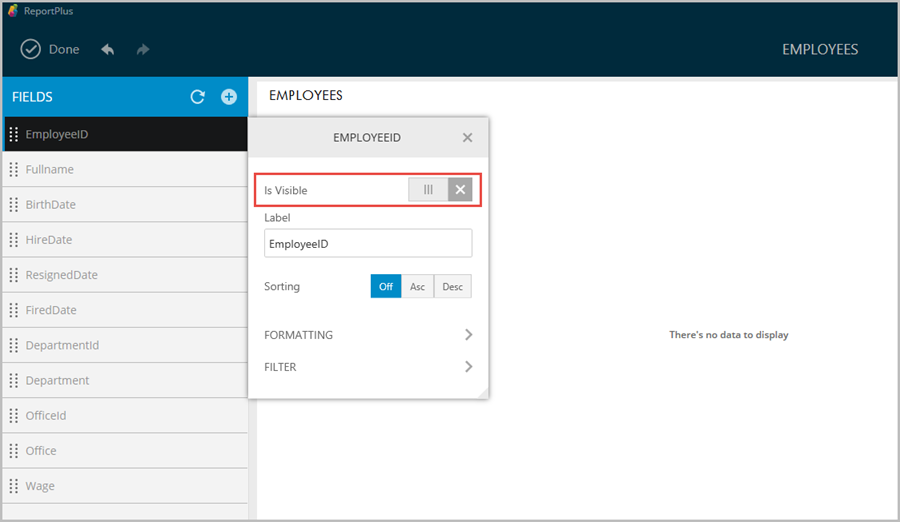 ReportPlus
Done
EMPLOYEES
FIELDS
EMPLOYEES
EmployeeID
Fullname
BirthDate
HireDate
ResignedDate
FiredDate
DepartmentId
Department
OfficeId
Office
Wage
EMPLOYEEID
Is Visible
Label
EmployeeID
Sorting Off Asc Desc
FORMATTING
FILTER
There's no data to display